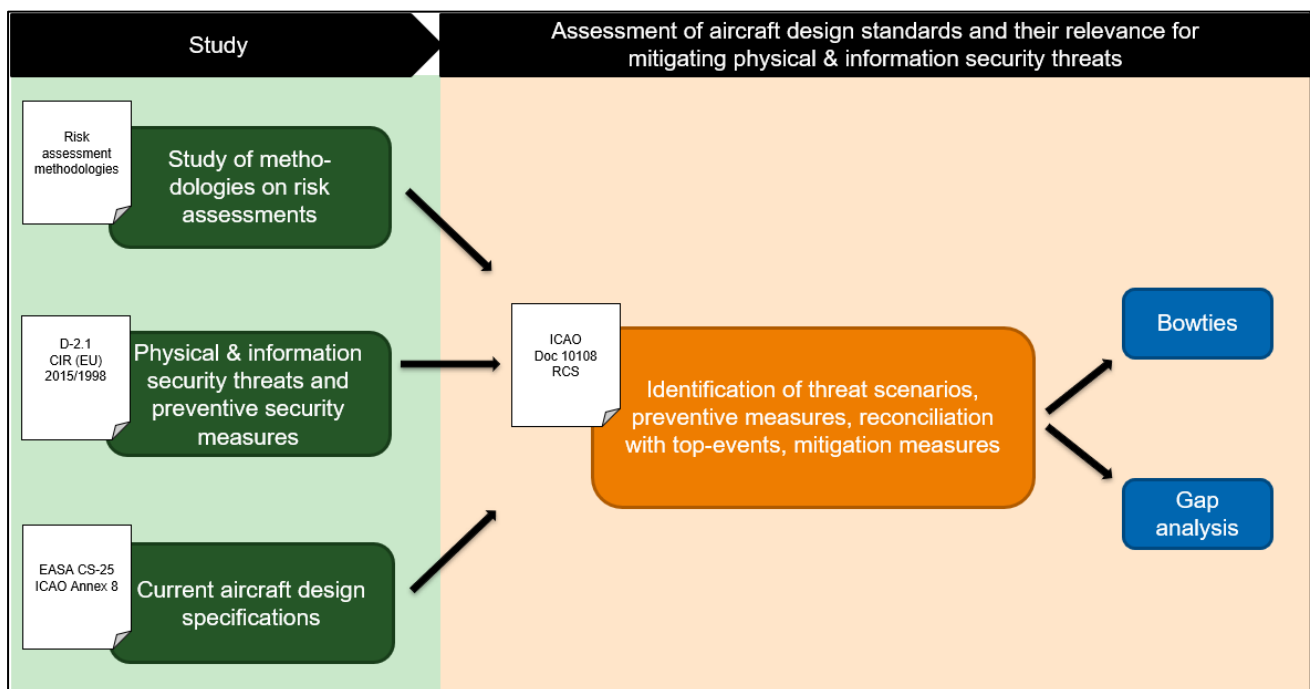 Study
Assessment of aircraft design standards and their relevance for
mitigating physical & information security threats
Risk
assessment
methodologies
Study of metho-
dologies on risk
assessments
D-2.1
CIR (EU)
2015/1998
Physical & information
security threats and
preventive security
measures
EASA CS-25
ICAO Annex 8
Current aircraft design
specifications
ICAO
Doc 10108
RCS
Identification of threat scenarios,
preventive measures, reconciliation
with top-events, mitigation measures
Bowties
Gap
analysis